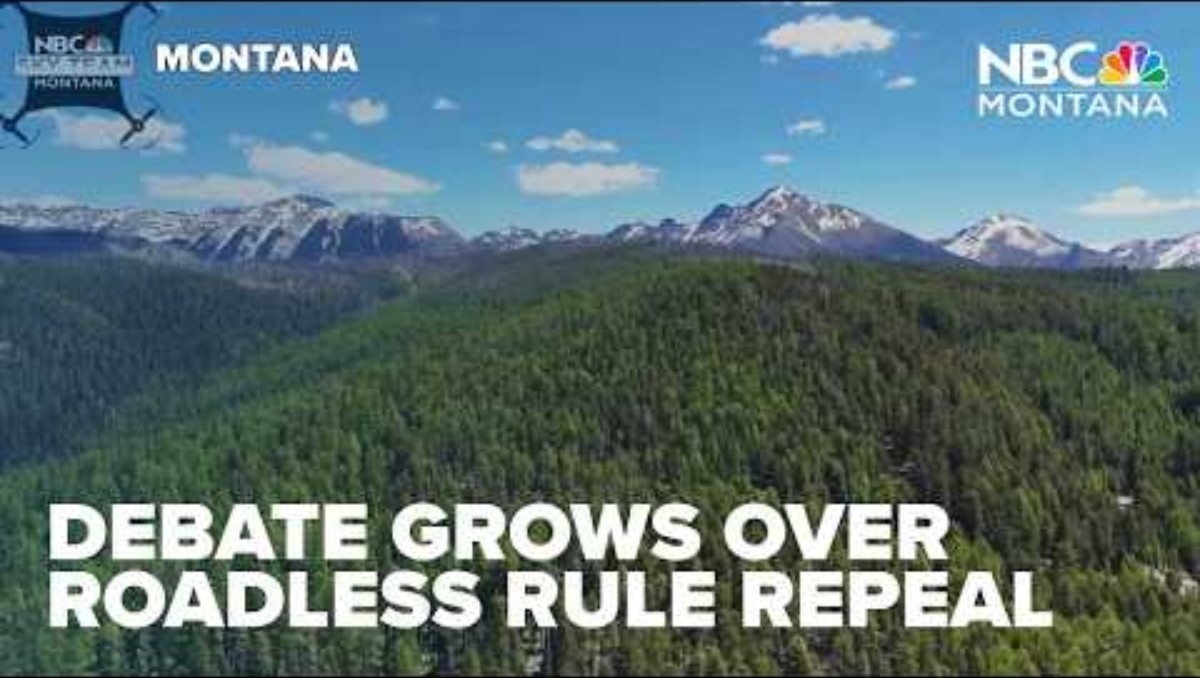 NBC
SKY TEAM
MONTANA
MONTANA
NBC
MONTANA
DEBATE GROWS OVER
ROADLESS RULE REPEAL